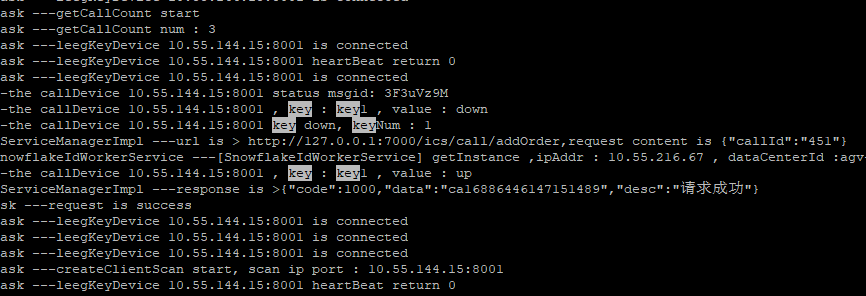 ask ---getCallCount start
ask ---getCallCount num : 3
ask ---leegKeyDevice 10.55.144.15:8001 is connected
ask ---leegKeyDevice 10.55.144.15:8001 heartBeat return 0
ask ---leegKeyDevice 10.55.144.15:8001 is connected
-the callDevice 10.55.144.15:8001 status msgid: 3F3uVz9M
-the callDevice 10.55.144.15:8001 , key : key1 , value : down
-the callDevice 10.55.144.15:8001 key down, keyNum : 1
ServiceManagerImpl ---url is > http://127.0.0.1:7000/ics/call/addOrder,request content is {"callId":"451"}
nowflakeIdWorkerService ---[SnowflakeIdWorkerService] getInstance ,ipAddr : 10.55.216.67 , dataCenterId :agv-
-the callDevice 10.55.144.15:8001 , key : key1 , value : up
ServiceManagerImpl ---response is >{"code":1000,"data":"ca16886446147151489","desc":"请求成功"}
sk ---request is success
ask ---leegKeyDevice 10.55.144.15:8001 is connected
ask ---leegKeyDevice 10.55.144.15:8001 is connected
ask ---leegKeyDevice 10.55.144.15:8001 is connected
ask ---createClientScan start, scan ip port : 10.55.144.15:8001
ask ---leegKeyDevice 10.55.144.15:8001 heartBeat return 0